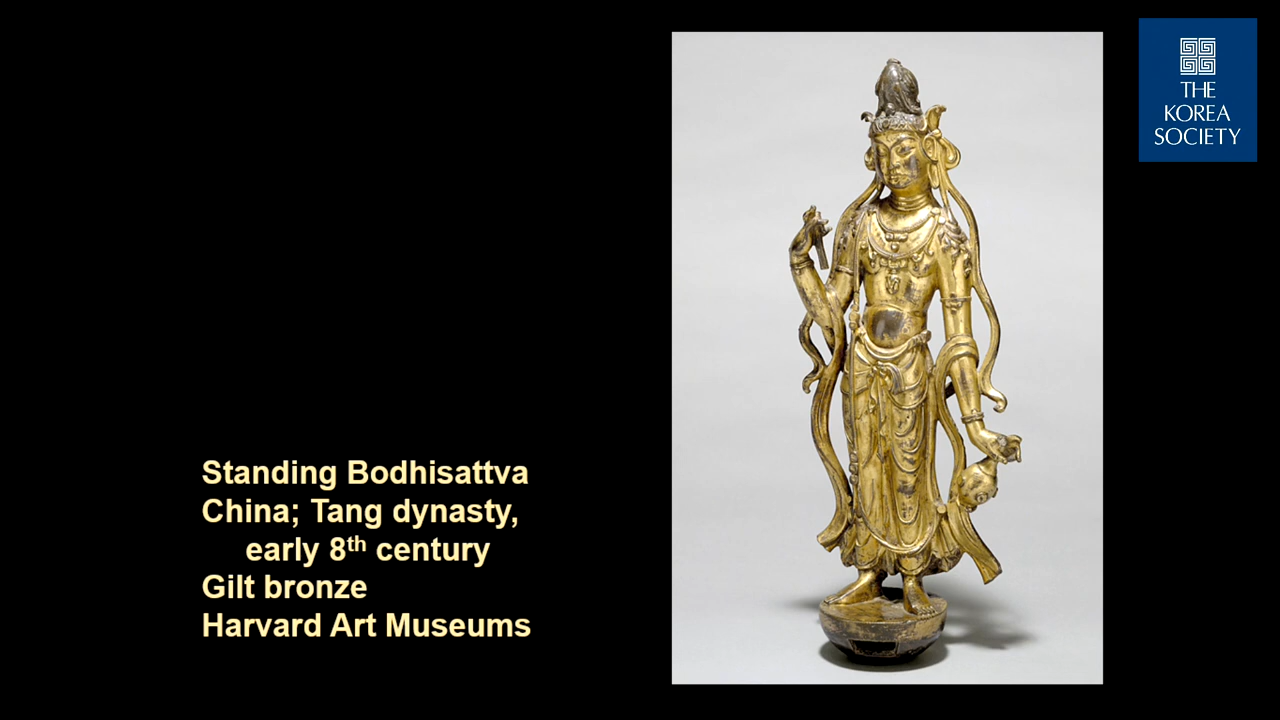 Standing Bodhisattva
China; Tang dynasty,
early 8th century
Gilt bronze
Harvard Art Museums
THE
KOREA
SOCIETY